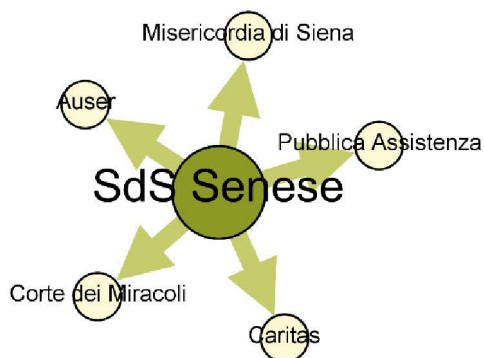 Misericordia di Siena
Auser
Pubblica Assistenza
SdS Senese
Corte dei Miracoli
Caritas